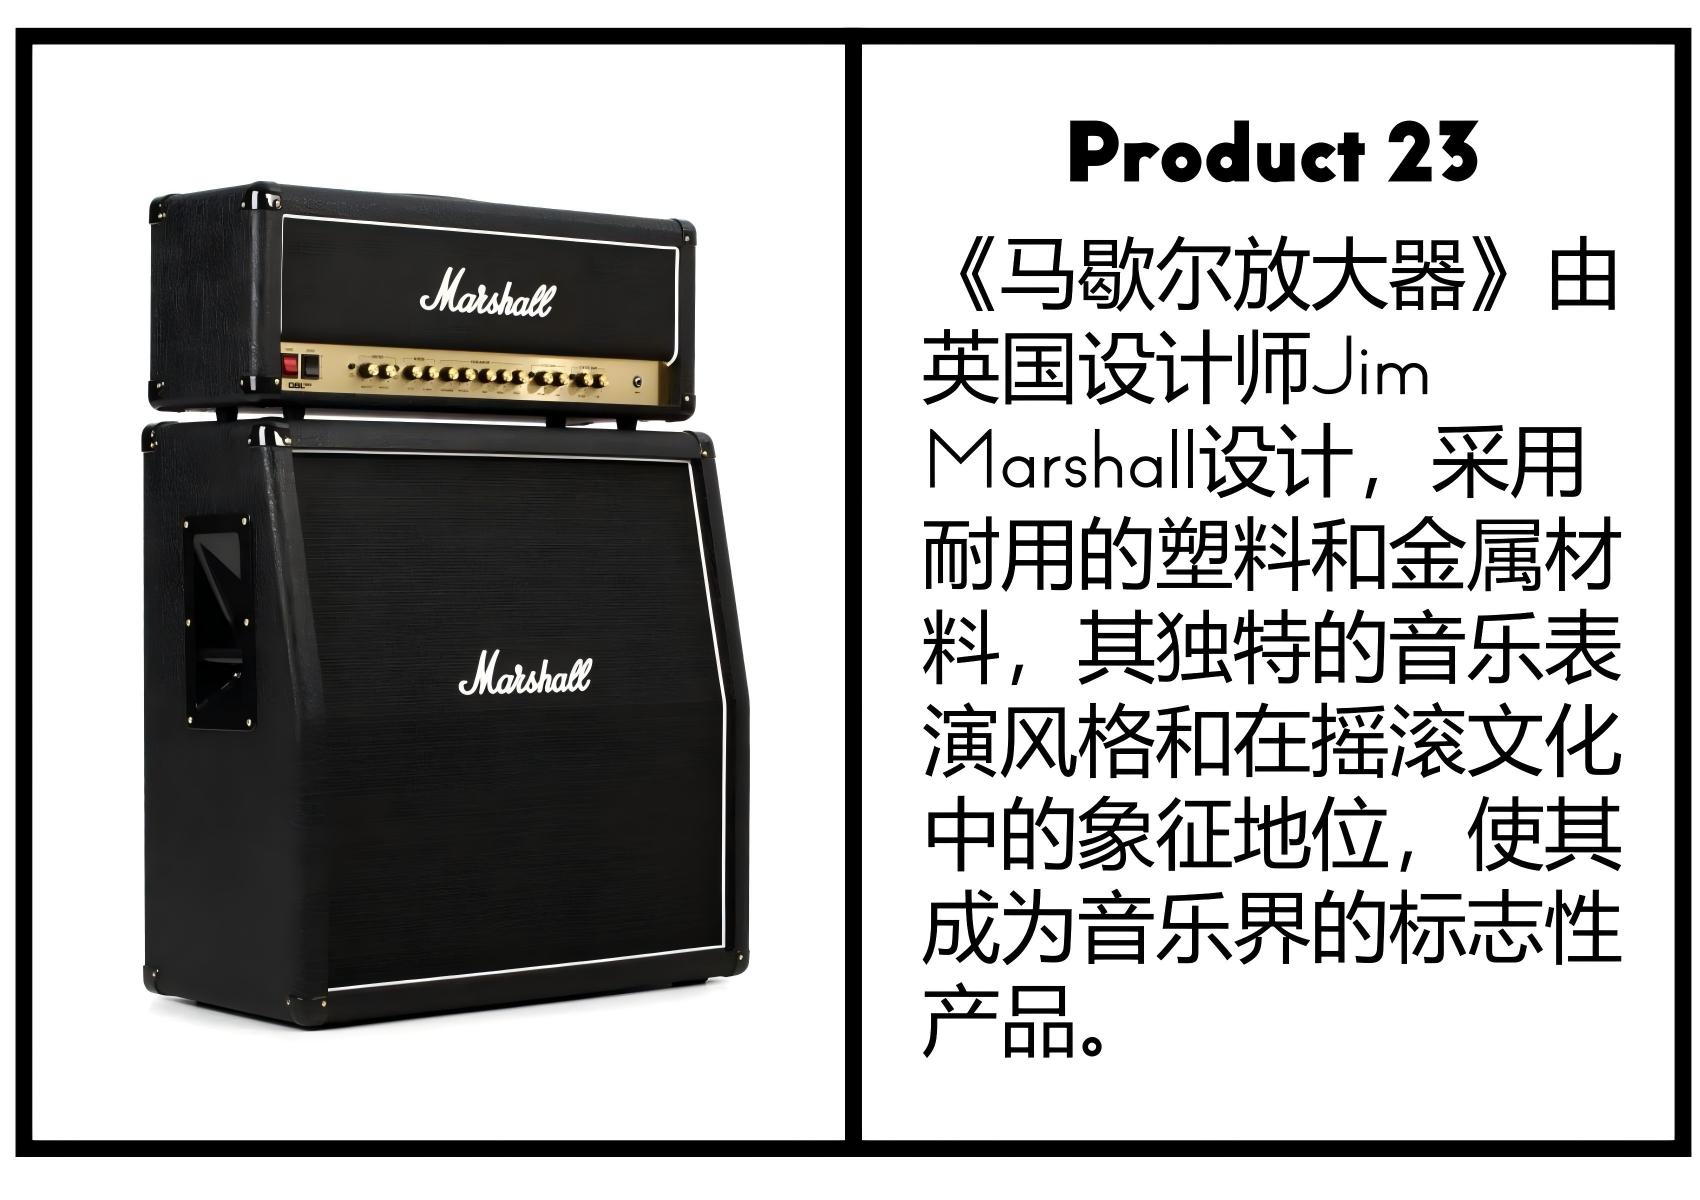 Marshall
DSL
Marshall
Product 23
《马歇尔放大器》由
英国设计师Jim
Marshall设计，采用
耐用的塑料和金属材
料，其独特的音乐表
演风格和在摇滚文化
中的象征地位，使其
成为音乐界的标志性
产品。